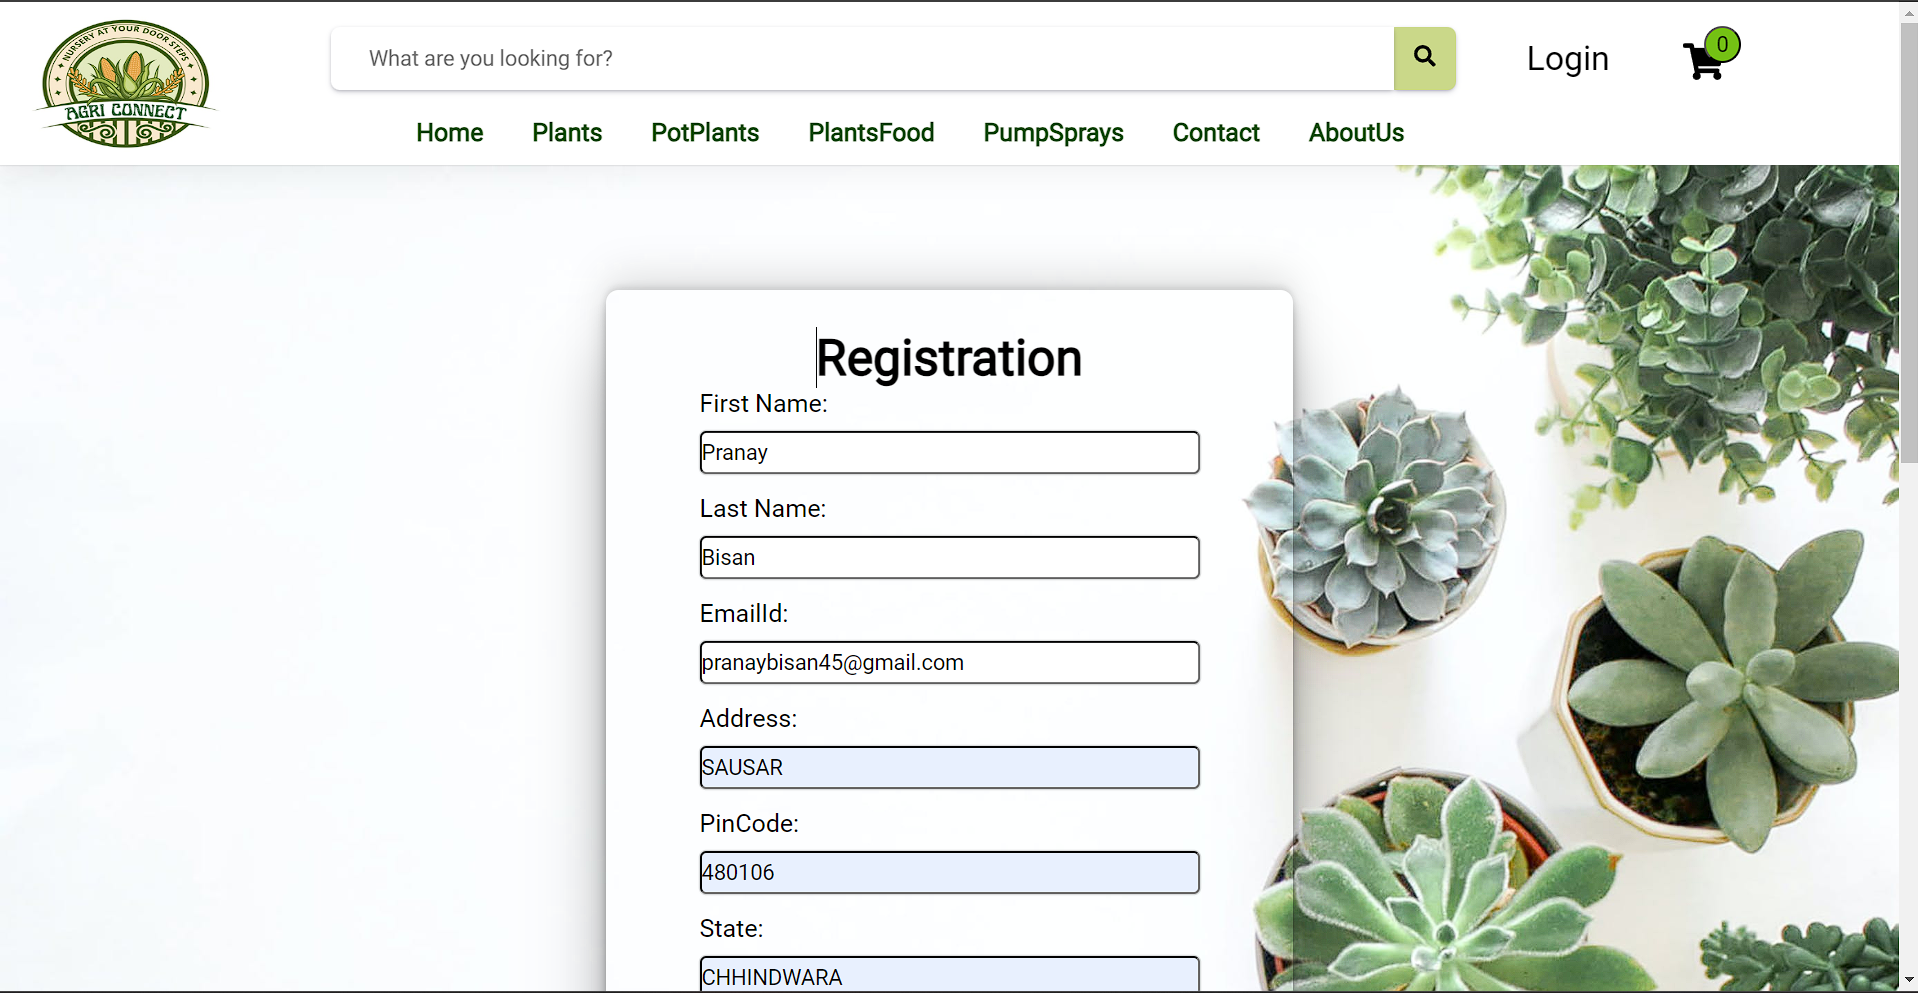 NURSERY AT YOUR DOOR STEPS
AGRI CONNECT
What are you looking for?
Login
0
Home Plants PotPlants PlantsFood PumpSprays Contact AboutUs
Registration
First Name:
Pranay
Last Name:
Bisan
EmailId:
pranaybisan45@gmail.com
Address:
SAUSAR
PinCode:
480106
State:
CHHINDWARA